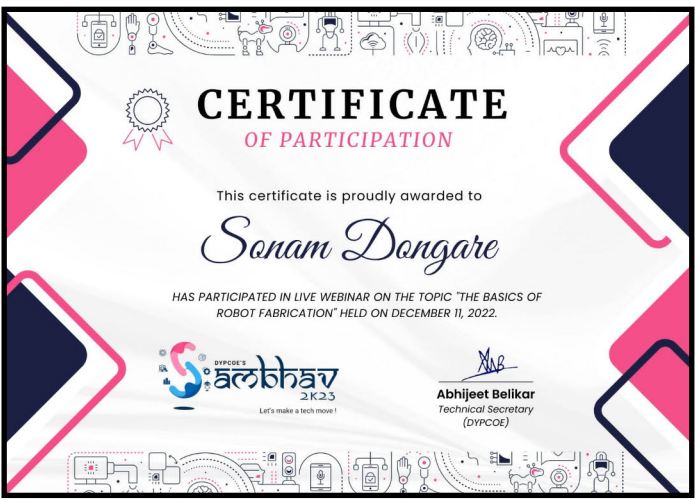 CERTIFICATE
OF PARTICIPATION
This certificate is proudly awarded to
Sonam Dongare
HAS PARTICIPATED IN LIVE WEBINAR ON THE TOPIC "THE BASICS OF
ROBOT FABRICATION" HELD ON DECEMBER 11, 2022.
DYPCOE'S
Sambhav
2K23
Let's make a tech move !
Abhijeet Belikar
Technical Secretary
(DYPCOE)